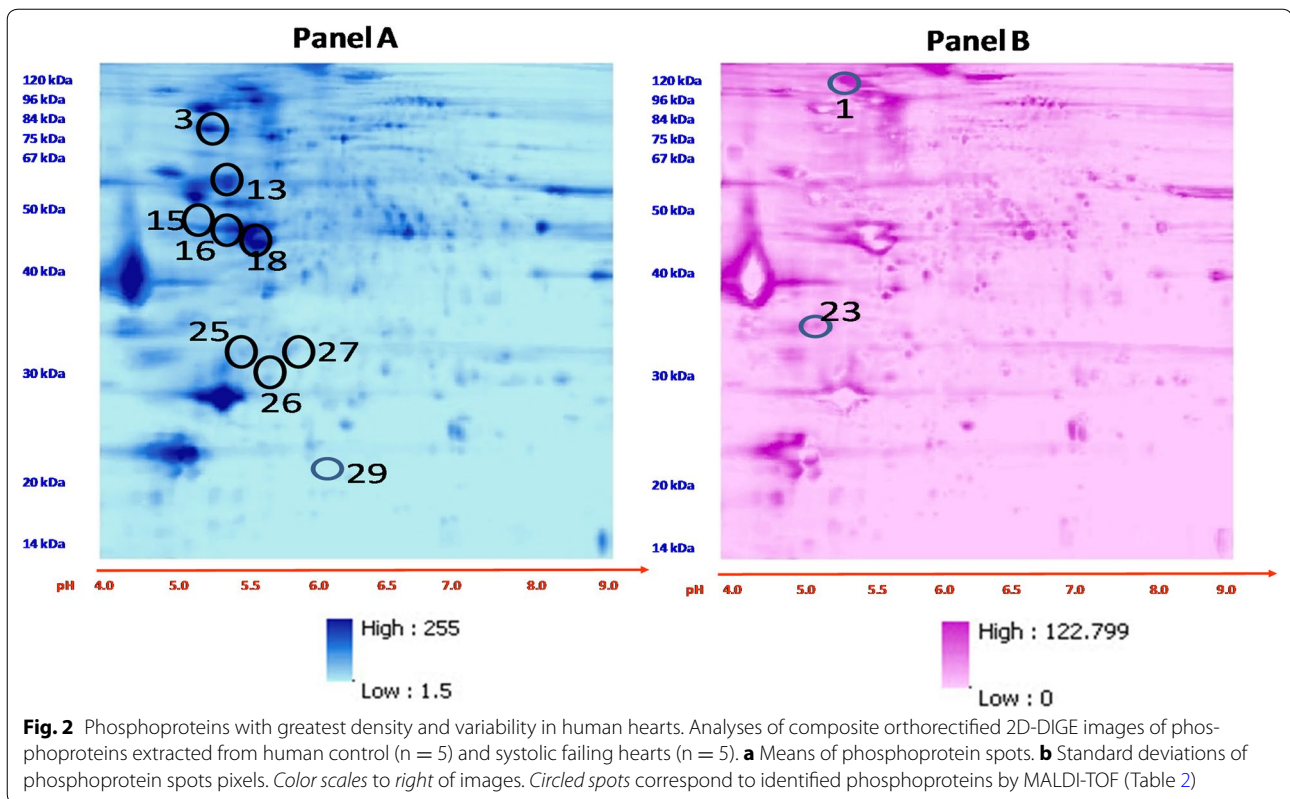 Panel A
Panel B
120 kDa
96 kDa
84 kDa
75 kDa
67 kDa
50 kDa
40 kDa
30 kDa
20 kDa
14 kDa
3
13
15
16
18
25
27
26
29
pH 4.0 5.0 5.5 6.0 7.0 8.0 9.0
High : 255
Low : 1.5
120 kDa
96 kDa
84 kDa
75 kDa
67 kDa
50 kDa
40 kDa
30 kDa
20 kDa
14 kDa
1
23
pH 4.0 5.0 5.5 6.0 6.5 7.0 8.0 9.0
High : 122.799
Low : 0
Fig. 2 Phosphoproteins with greatest density and variability in human hearts. Analyses of composite orthorectified 2D-DIGE images of phos-
phoproteins extracted from human control (n = 5) and systolic failing hearts (n = 5). a Means of phosphoprotein spots. b Standard deviations of
phosphoprotein spots pixels. Color scales to right of images. Circled spots correspond to identified phosphoproteins by MALDI-TOF (Table 2)